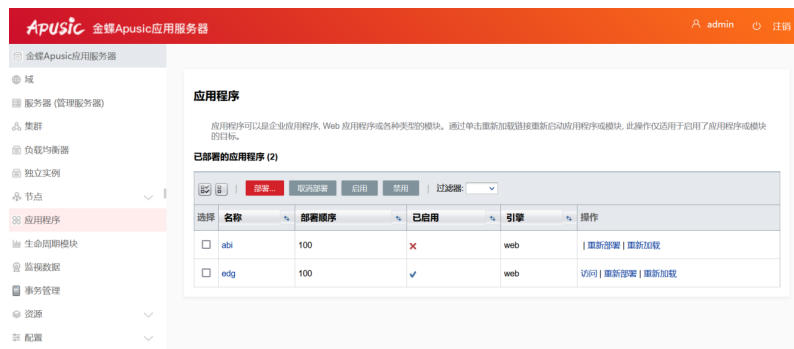 Apusic 金蝶Apusic应用服务器
admin 注销
金蝶Apusic应用服务器
域
服务器 (管理服务器)
集群
负载均衡器
独立实例
节点
应用程序
生命周期模块
监视数据
事务管理
资源
配置
应用程序
应用程序可以是企业应用程序, Web 应用程序或各种类型的模块。通过单击重新加载链接重新启动应用程序或模块, 此操作仅适用于启用了应用程序或模块
的目标。
已部署的应用程序 (2)
部署... 取消部署 启用 禁用 过滤器:
选择 名称 部署顺序 已启用 引擎 操作
abi 100 web | 重新部署 | 重新加载
edg 100 web 访问 | 重新部署 | 重新加载